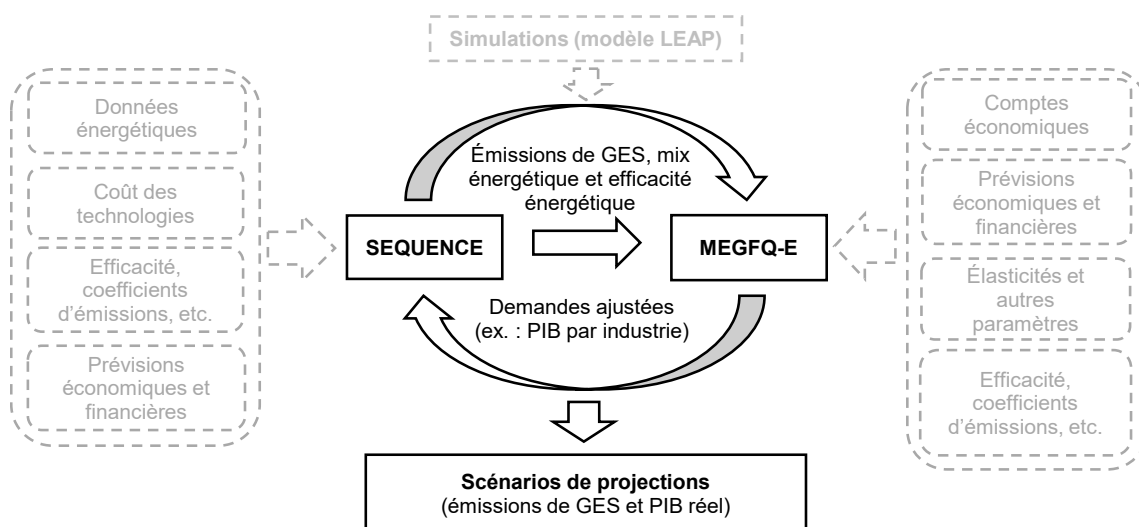 Simulations (modèle LEAP)
Données
énergétiques
Coût des
technologies
Efficacité,
coefficients
d'émissions, etc.
Prévisions
économiques et
financières
Émissions de GES, mix
énergétique et efficacité
énergétique
SEQUENCE
MEGFQ-E
Demandes ajustées
(ex. : PIB par industrie)
Comptes
économiques
Prévisions
économiques et
financières
Élasticités et
autres
paramètres
Efficacité,
coefficients
d'émissions, etc.
Scénarios de projections
(émissions de GES et PIB réel)